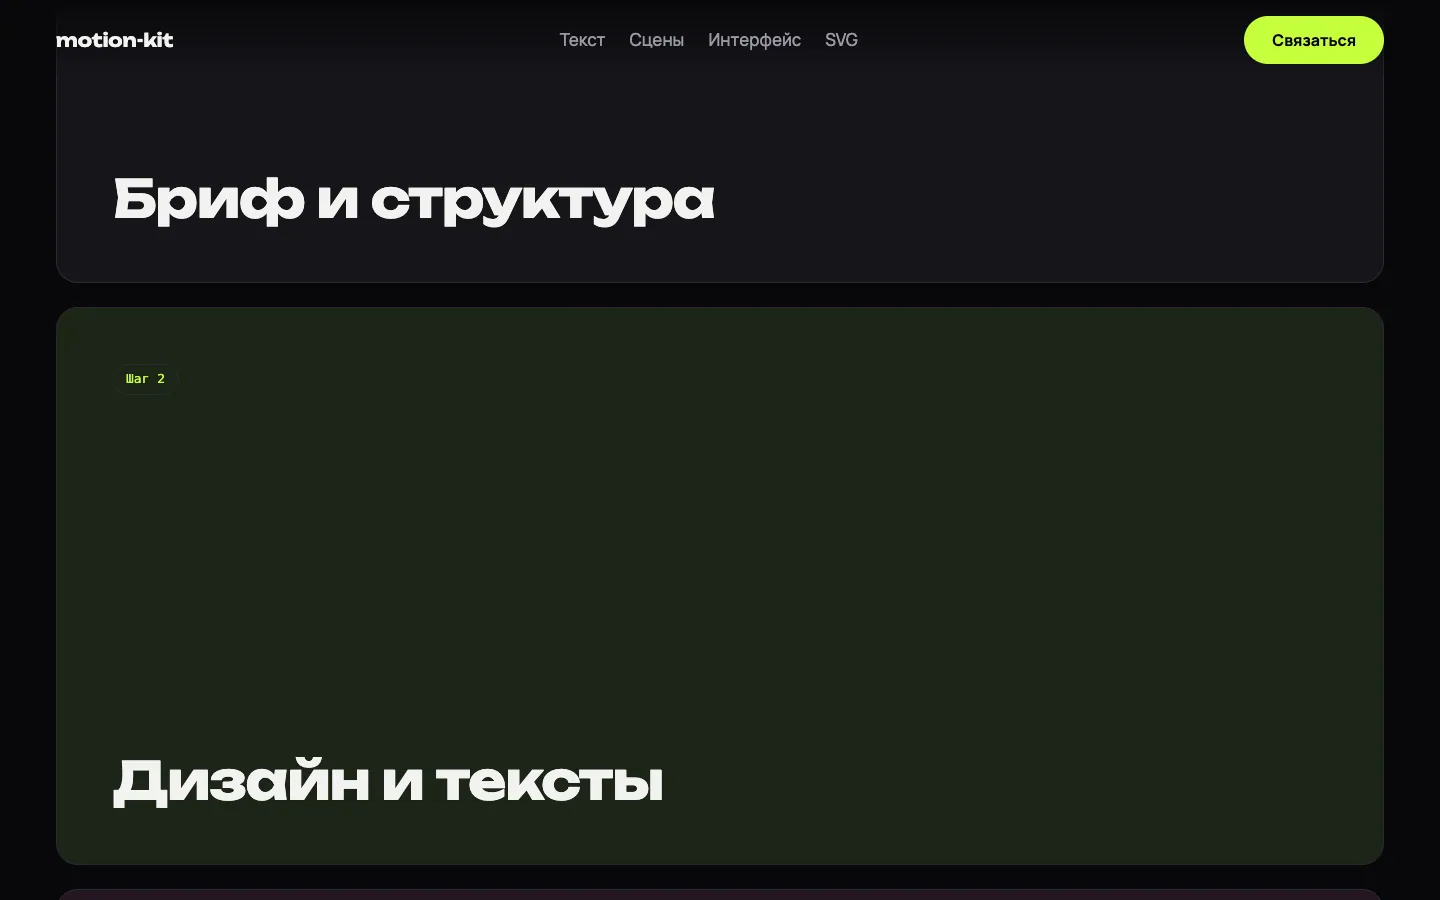 motion-kit
Текст Сцены Интерфейс SVG
Связаться
Бриф и структура
Шаг 2
Дизайн и тексты